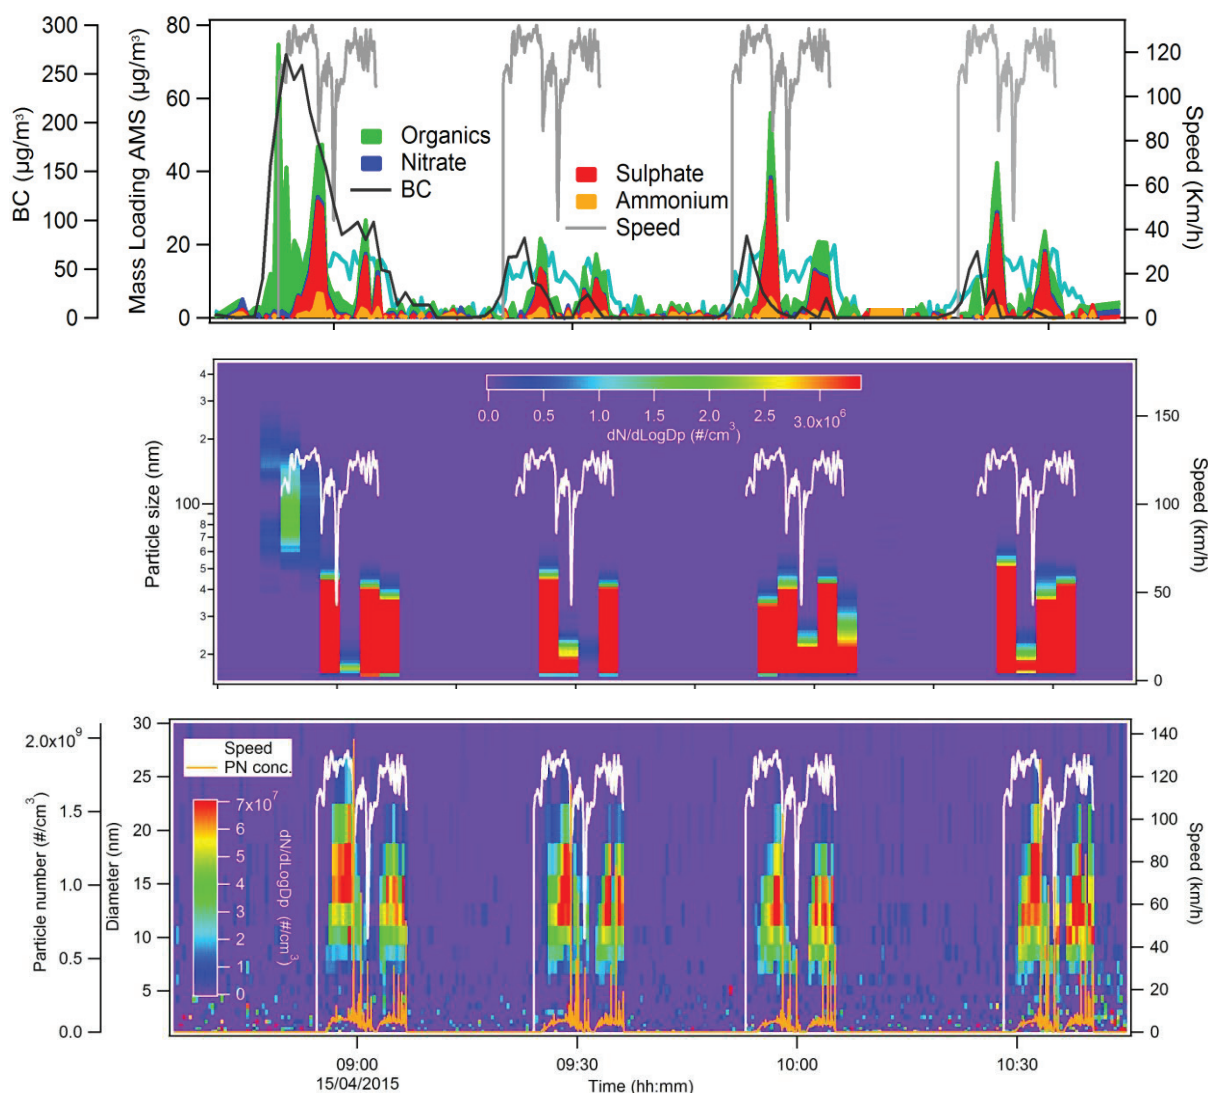 300
250
200
150
100
50
0
BC (µg/m³)
80
60
40
20
0
Mass Loading AMS (µg/m³)
Organics
Nitrate
BC
Sulphate
Ammonium
Speed
120
100
80
60
40
20
0
Speed (Km/h)
4
3
2
100
8
7
6
5
4
3
2
Particle size (nm)
0.0 0.5 1.0 1.5 2.0 2.5 3.0x10⁶
dN/dLogDp (#/cm³)
150
100
50
0
Speed (km/h)
2.0x10⁹
1.5
1.0
0.5
0.0
Particle number (#/cm³)
30
25
20
15
10
5
Diameter (nm)
Speed
PN conc.
7x10⁷
6
5
4
3
2
1
0
dN/dLogDp (#/cm³)
140
120
100
80
60
40
20
0
Speed (km/h)
09:00 09:30 10:00 10:30
15/04/2015
Time (hh:mm)